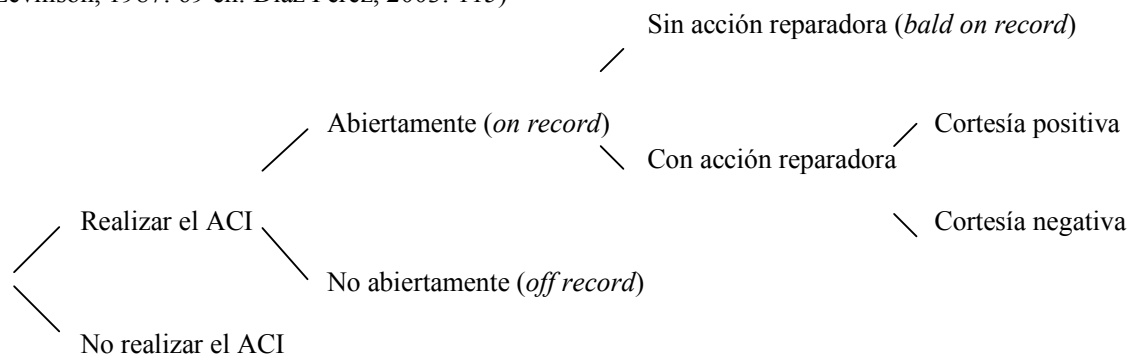 Sin acción reparadora (bald on record)
Abiertamente (on record)
Cortesía positiva
Con acción reparadora
Realizar el ACI
Cortesía negativa
No abiertamente (off record)
No realizar el ACI